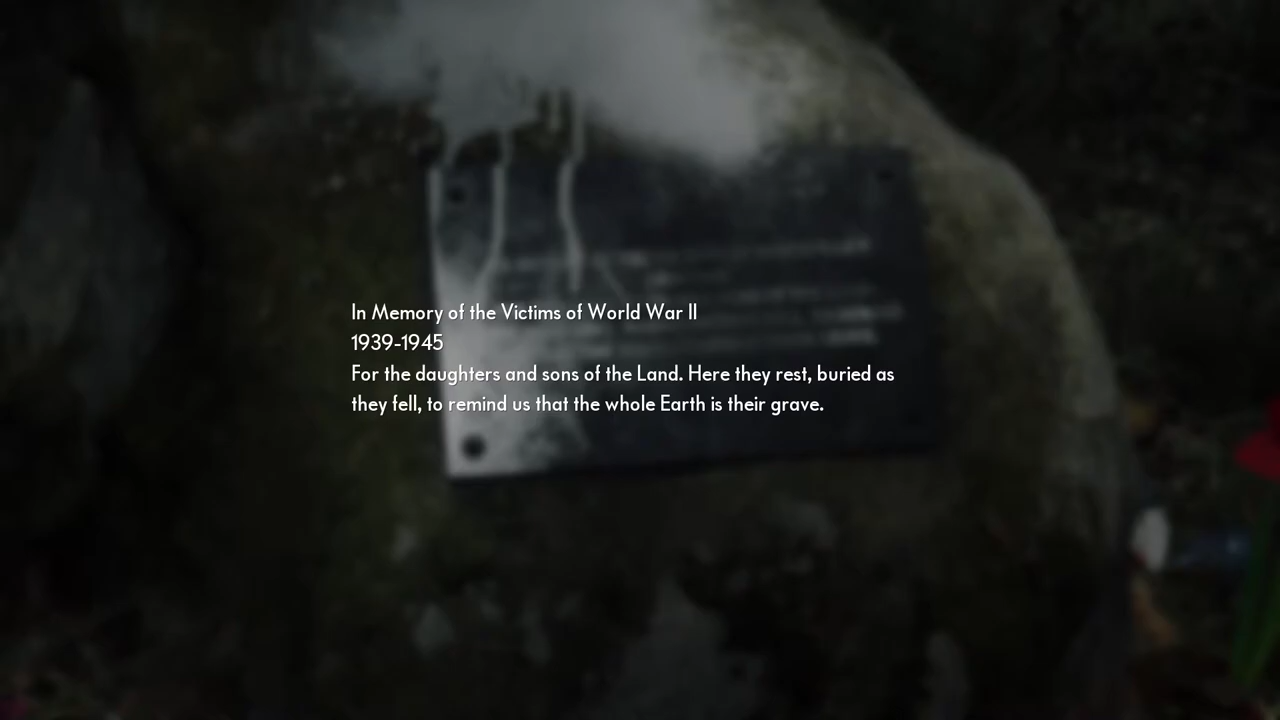 In Memory of the Victims of World War II
1939-1945
For the daughters and sons of the Land. Here they rest, buried as
they fell, to remind us that the whole Earth is their grave.